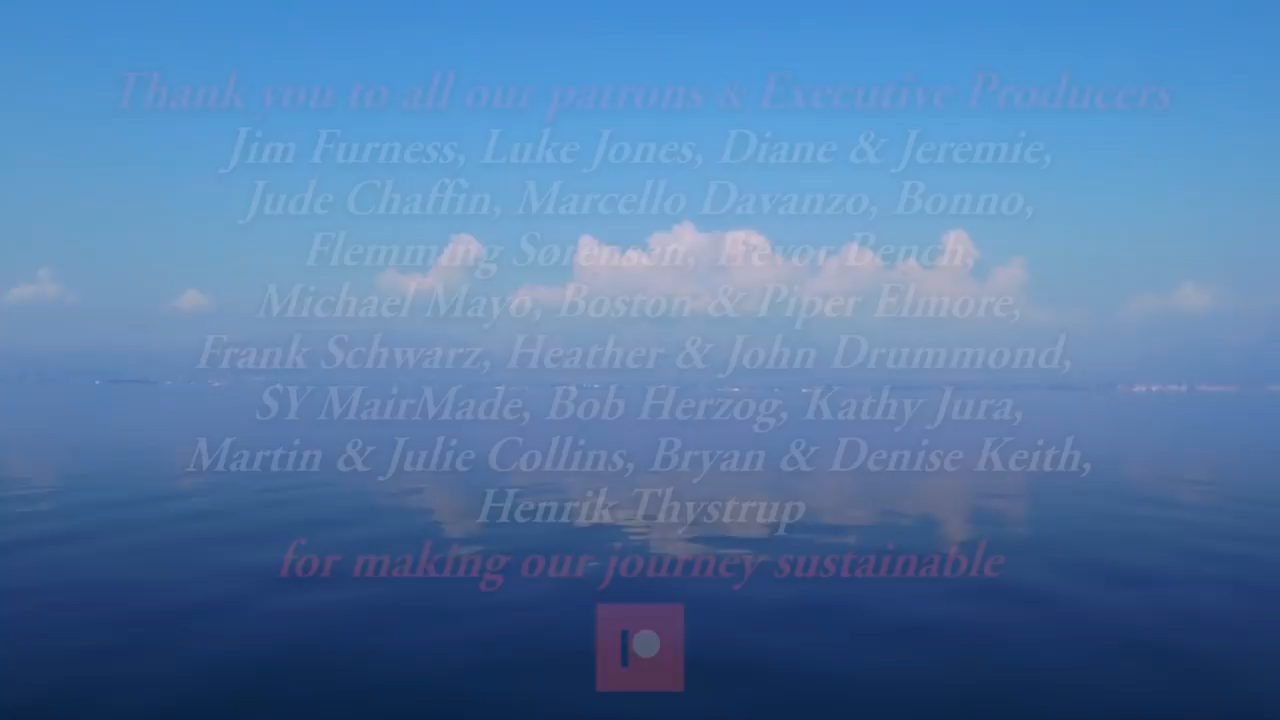 Thank you to all our patrons & Executive Producers
Jim Furness, Luke Jones, Diane & Jeremie,
Jude Chaffin, Marcello Davanzo, Bonno,
Flemming Sørensen, Trevor Bench,
Michael Mayo, Boston & Piper Elmore,
Frank Schwarz, Heather & John Drummond,
SY MairMade, Bob Herzog, Kathy Jura,
Martin & Julie Collins, Bryan & Denise Keith,
Henrik Thystrup
for making our journey sustainable